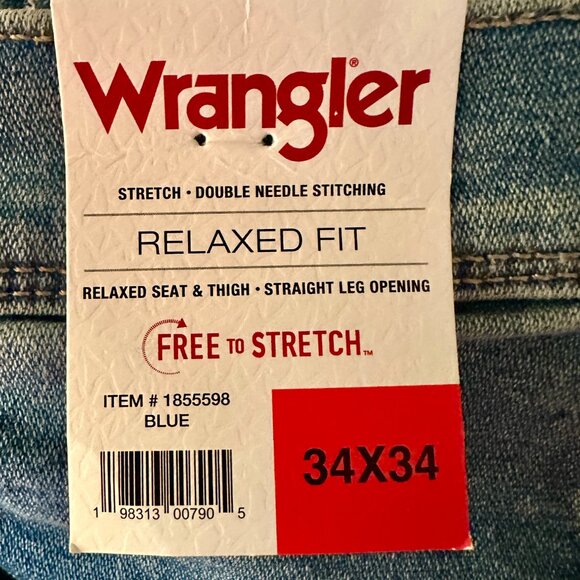 Wrangler®
STRETCH • DOUBLE NEEDLE STITCHING
RELAXED FIT
RELAXED SEAT & THIGH • STRAIGHT LEG OPENING
FREE TO STRETCH™
ITEM # 1855598
BLUE
34X34
1 98313 00790 5